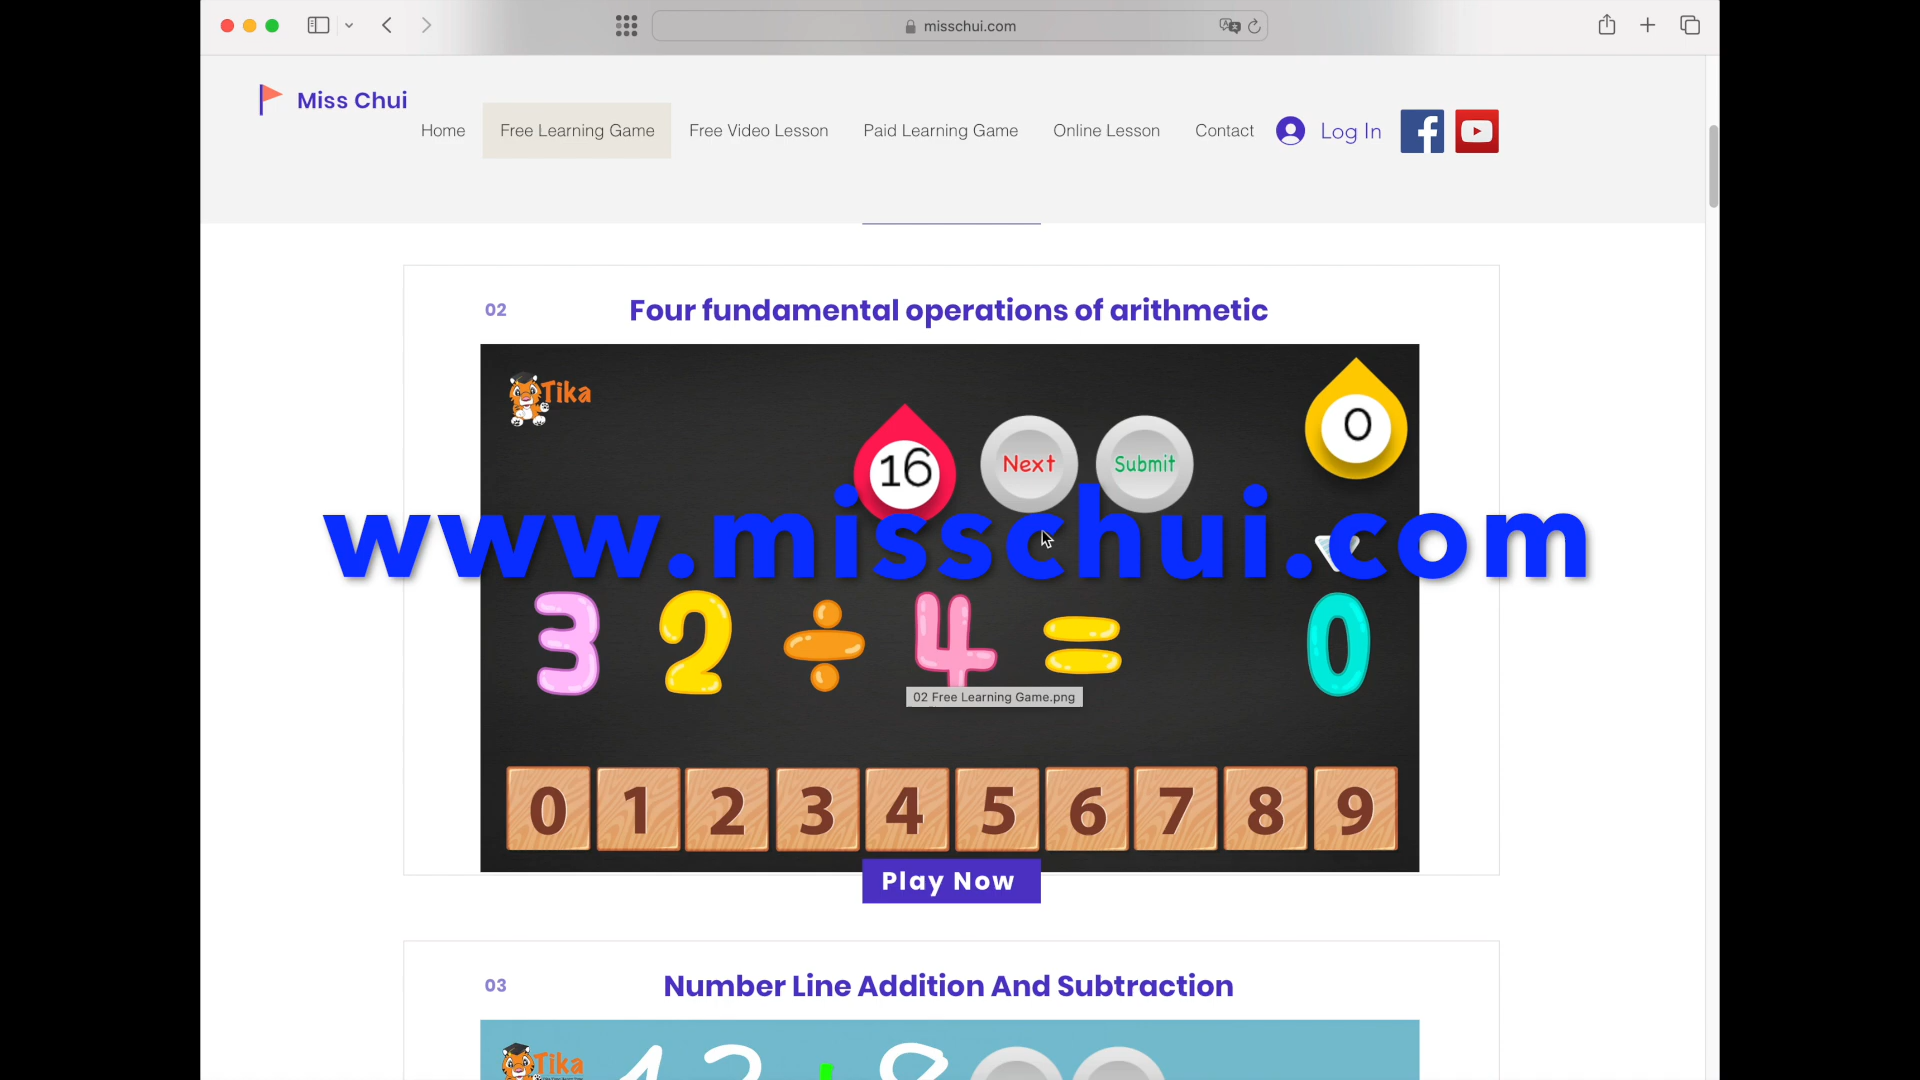 misschui.com
Miss Chui
Home
Free Learning Game
Free Video Lesson
Paid Learning Game
Online Lesson
Contact
Log In
02
Four fundamental operations of arithmetic
Tika
16
Next
Submit
0
www.misschui.com
32÷4=
0
02 Free Learning Game.png
0 1 2 3 4 5 6 7 8 9
Play Now
03
Number Line Addition And Subtraction
Tika
12+8